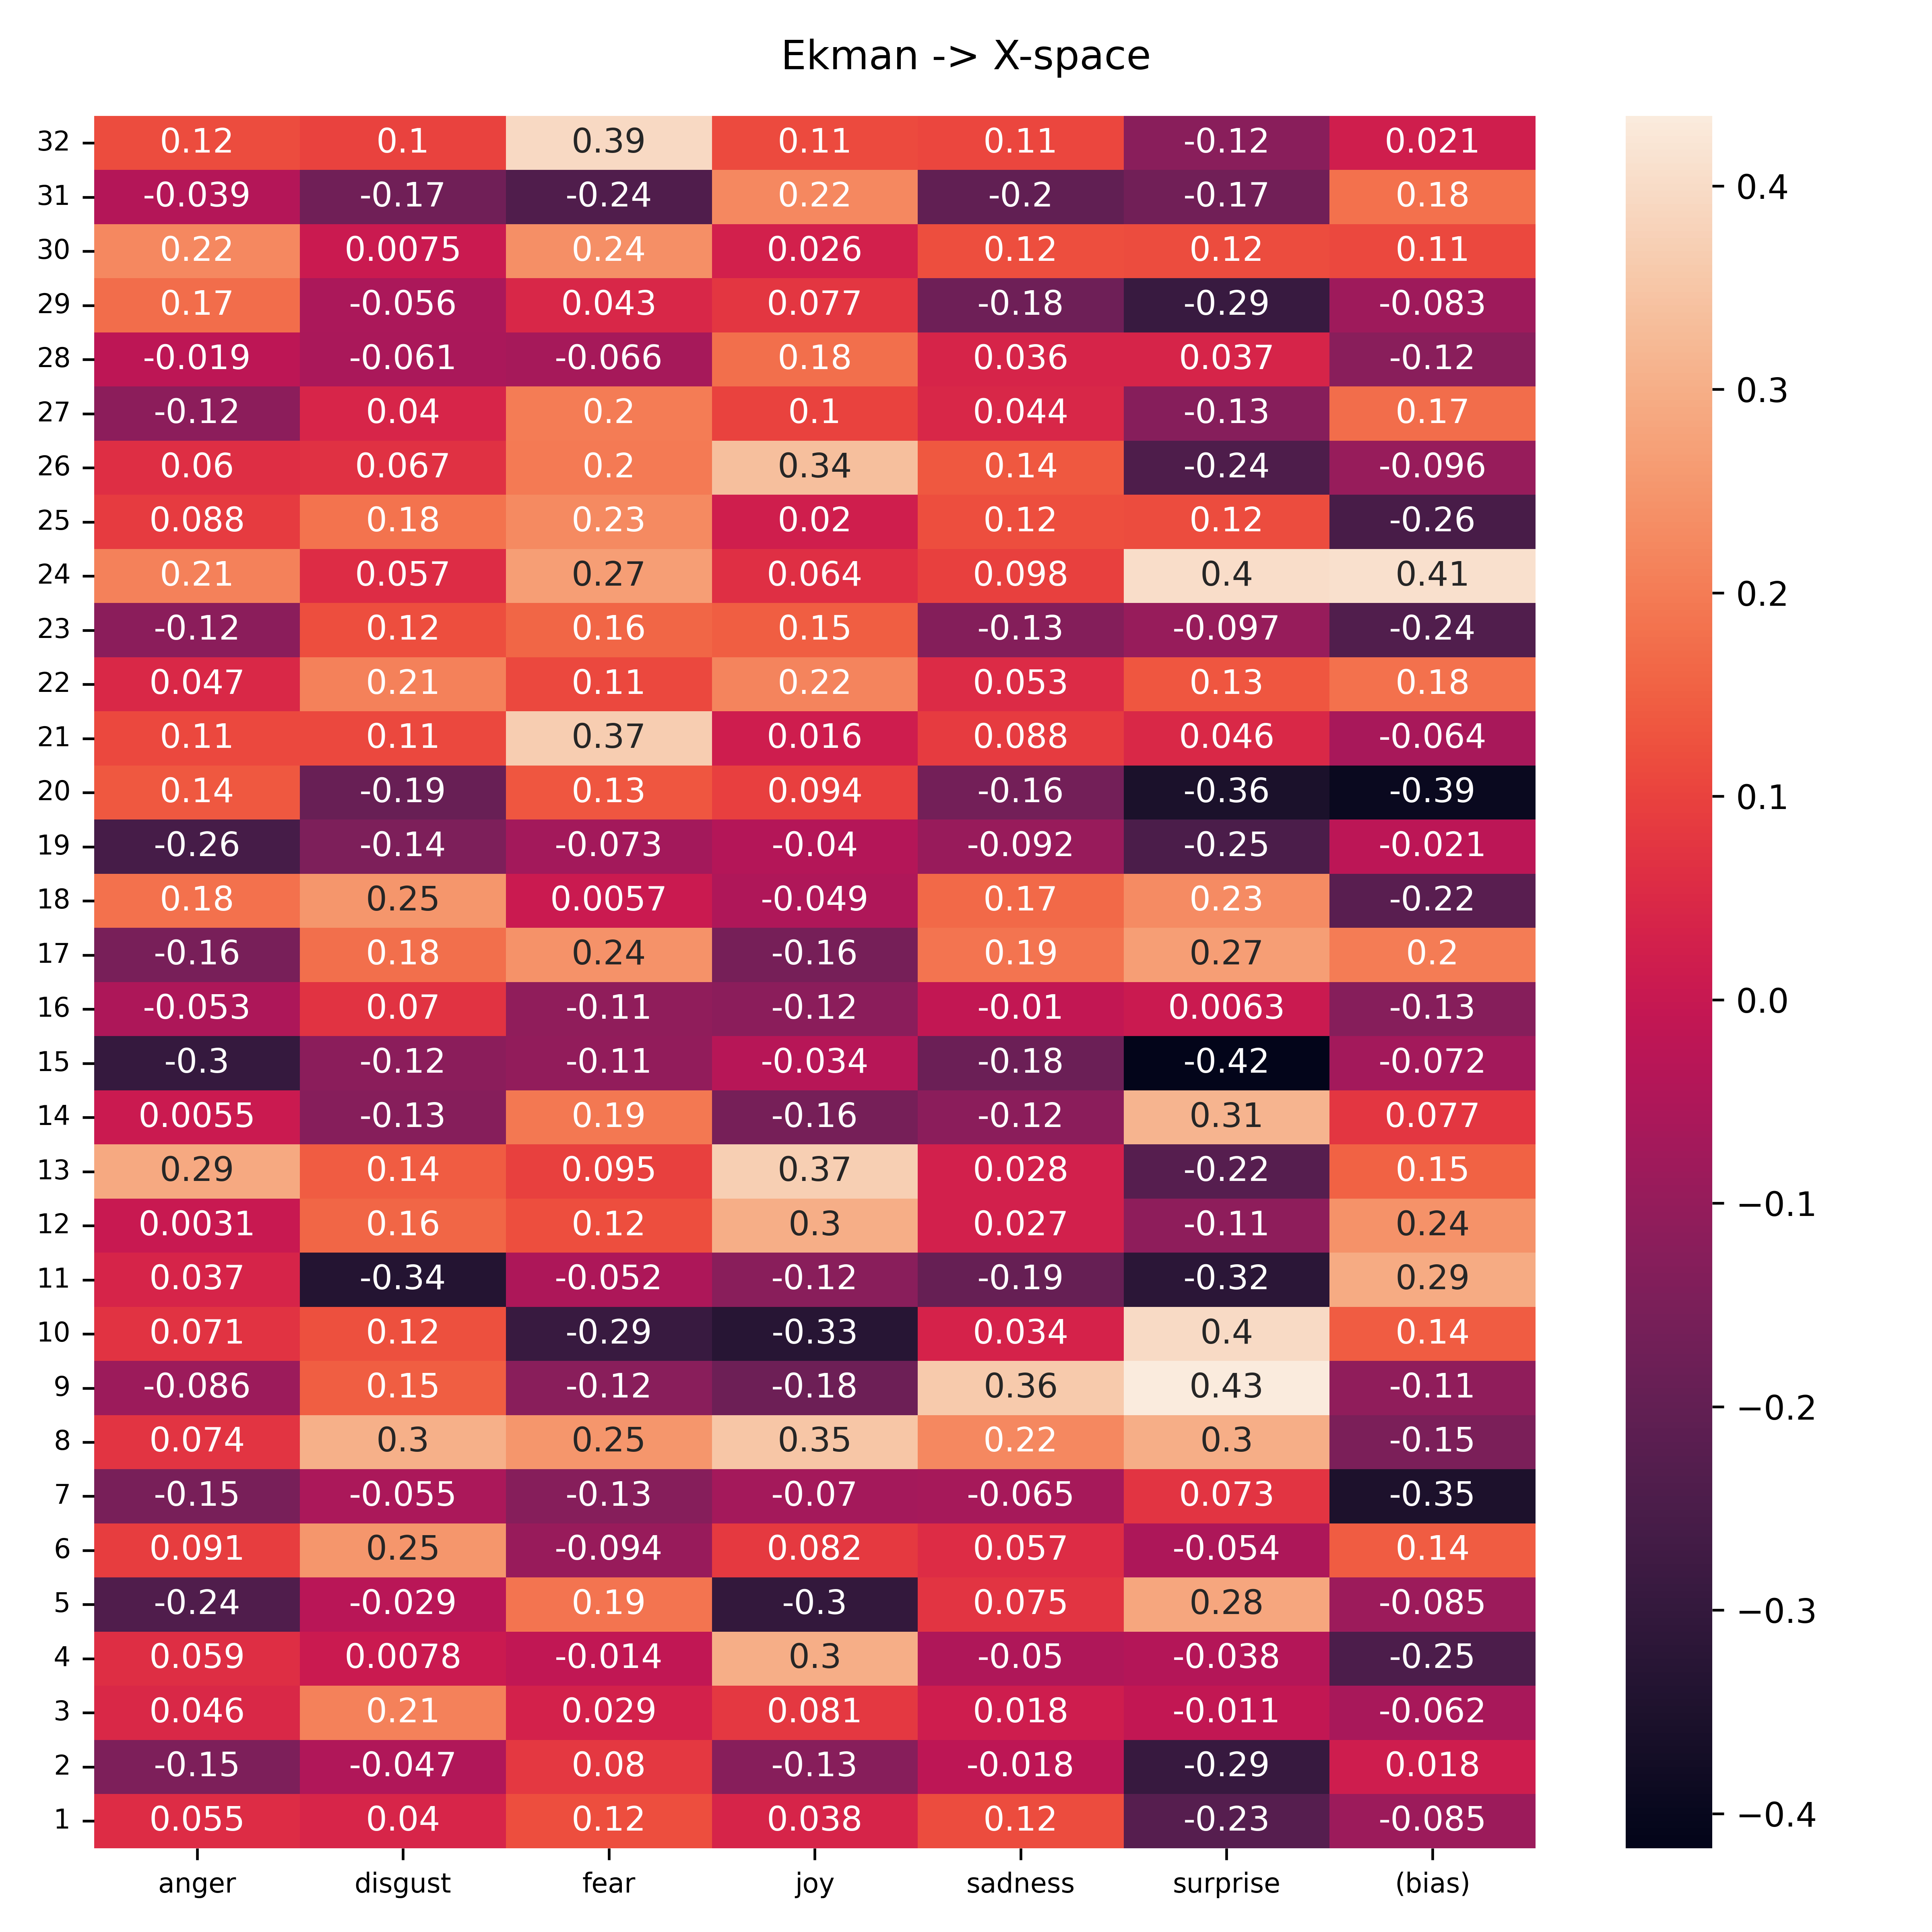 Ekman -> X-space
32 0.12 0.1 0.39 0.11 0.11 -0.12 0.021
31 -0.039 -0.17 -0.24 0.22 -0.2 -0.17 0.18
30 0.22 0.0075 0.24 0.026 0.12 0.12 0.11
29 0.17 -0.056 0.043 0.077 -0.18 -0.29 -0.083
28 -0.019 -0.061 -0.066 0.18 0.036 0.037 -0.12
27 -0.12 0.04 0.2 0.1 0.044 -0.13 0.17
26 0.06 0.067 0.2 0.34 0.14 -0.24 -0.096
25 0.088 0.18 0.23 0.02 0.12 0.12 -0.26
24 0.21 0.057 0.27 0.064 0.098 0.4 0.41
23 -0.12 0.12 0.16 0.15 -0.13 -0.097 -0.24
22 0.047 0.21 0.11 0.22 0.053 0.13 0.18
21 0.11 0.11 0.37 0.016 0.088 0.046 -0.064
20 0.14 -0.19 0.13 0.094 -0.16 -0.36 -0.39
19 -0.26 -0.14 -0.073 -0.04 -0.092 -0.25 -0.021
18 0.18 0.25 0.0057 -0.049 0.17 0.23 -0.22
17 -0.16 0.18 0.24 -0.16 0.19 0.27 0.2
16 -0.053 0.07 -0.11 -0.12 -0.01 0.0063 -0.13
15 -0.3 -0.12 -0.11 -0.034 -0.18 -0.42 -0.072
14 0.0055 -0.13 0.19 -0.16 -0.12 0.31 0.077
13 0.29 0.14 0.095 0.37 0.028 -0.22 0.15
12 0.0031 0.16 0.12 0.3 0.027 -0.11 0.24
11 0.037 -0.34 -0.052 -0.12 -0.19 -0.32 0.29
10 0.071 0.12 -0.29 -0.33 0.034 0.4 0.14
9 -0.086 0.15 -0.12 -0.18 0.36 0.43 -0.11
8 0.074 0.3 0.25 0.35 0.22 0.3 -0.15
7 -0.15 -0.055 -0.13 -0.07 -0.065 0.073 -0.35
6 0.091 0.25 -0.094 0.082 0.057 -0.054 0.14
5 -0.24 -0.029 0.19 -0.3 0.075 0.28 -0.085
4 0.059 0.0078 -0.014 0.3 -0.05 -0.038 -0.25
3 0.046 0.21 0.029 0.081 0.018 -0.011 -0.062
2 -0.15 -0.047 0.08 -0.13 -0.018 -0.29 0.018
1 0.055 0.04 0.12 0.038 0.12 -0.23 -0.085
anger disgust fear joy sadness surprise (bias)
0.4
0.3
0.2
0.1
0.0
−0.1
−0.2
−0.3
−0.4